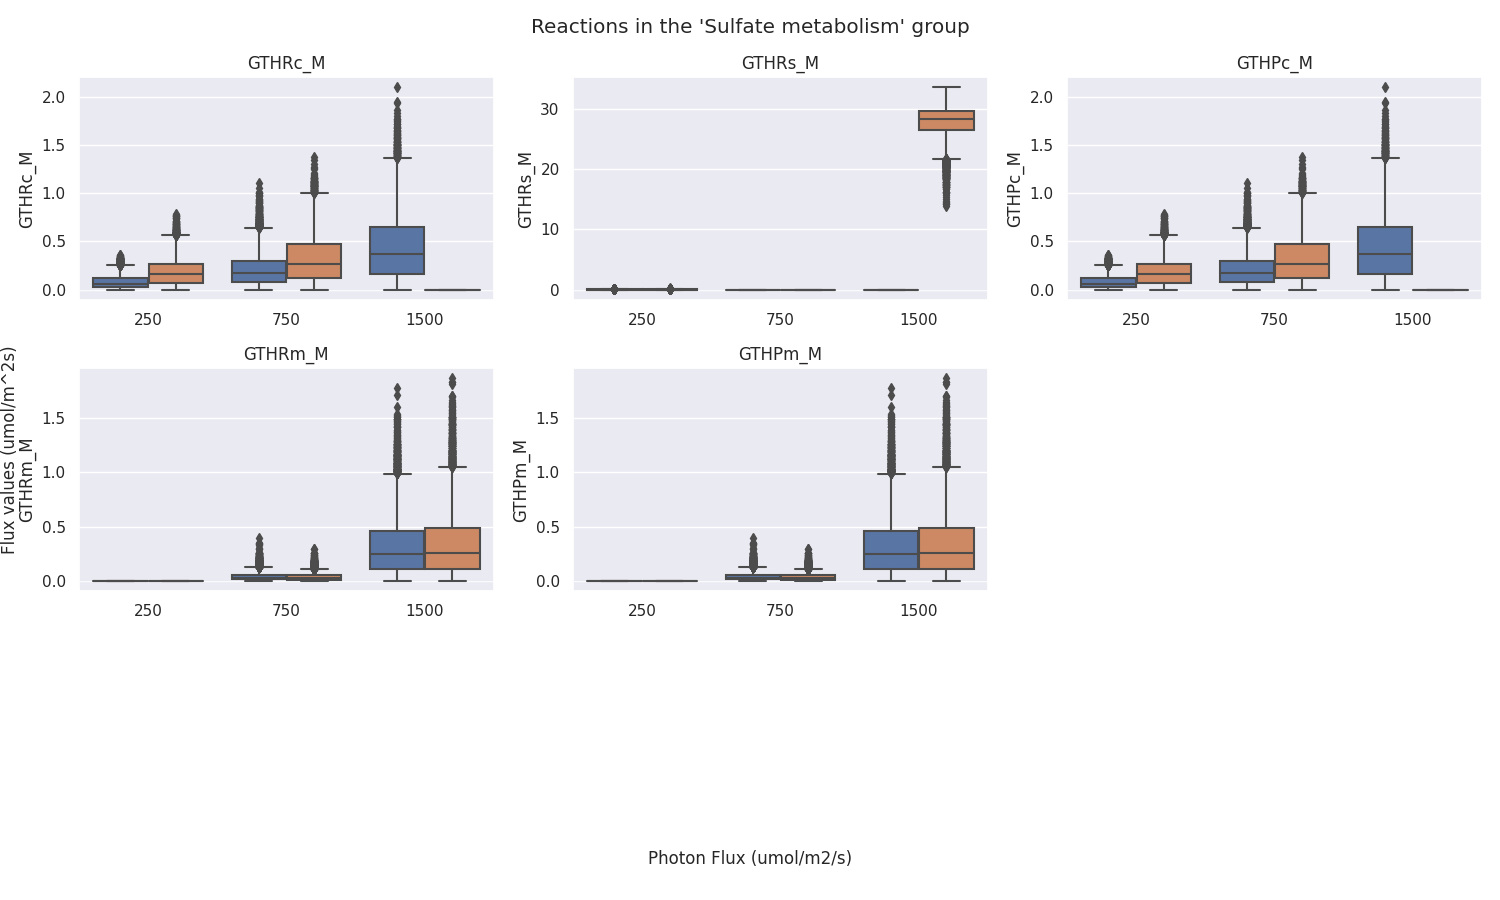 Reactions in the 'Sulfate metabolism' group
GTHRc_M
GTHRs_M
GTHPc_M
GTHRc_M
2.0
1.5
1.0
0.5
0.0
250
750
1500
GTHRs_M
30
20
10
0
250
750
1500
GTHPc_M
2.0
1.5
1.0
0.5
0.0
250
750
1500
Flux values (umol/m^2s)
GTHRm_M
GTHPm_M
GTHRm_M
1.5
1.0
0.5
0.0
250
750
1500
GTHPm_M
1.5
1.0
0.5
0.0
250
750
1500
Photon Flux (umol/m2/s)